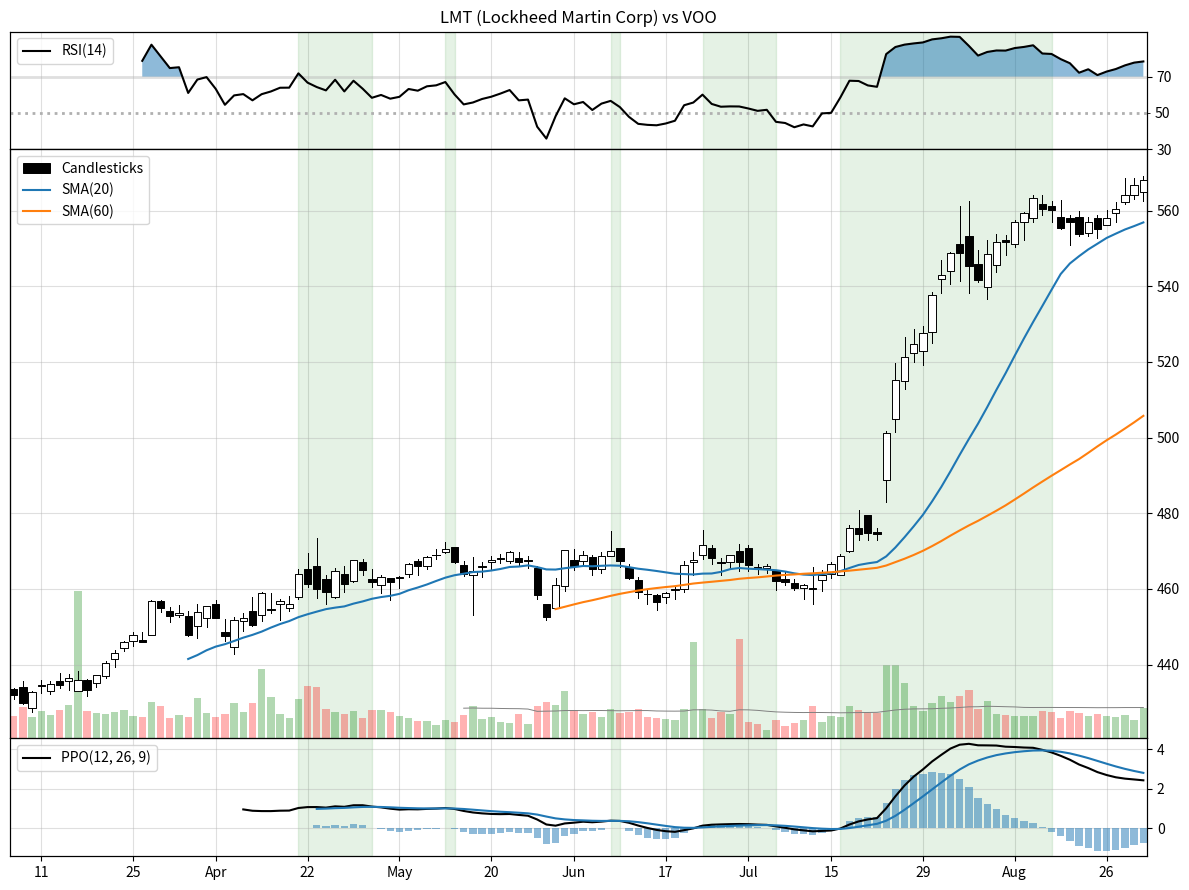 LMT (Lockheed Martin Corp) vs VOO
RSI(14)
70
50
30
Candlesticks
SMA(20)
SMA(60)
560
540
520
500
480
460
440
PPO(12, 26, 9)
4
2
0
11 25 Apr 22 May 20 Jun 17 Jul 15 29 Aug 26